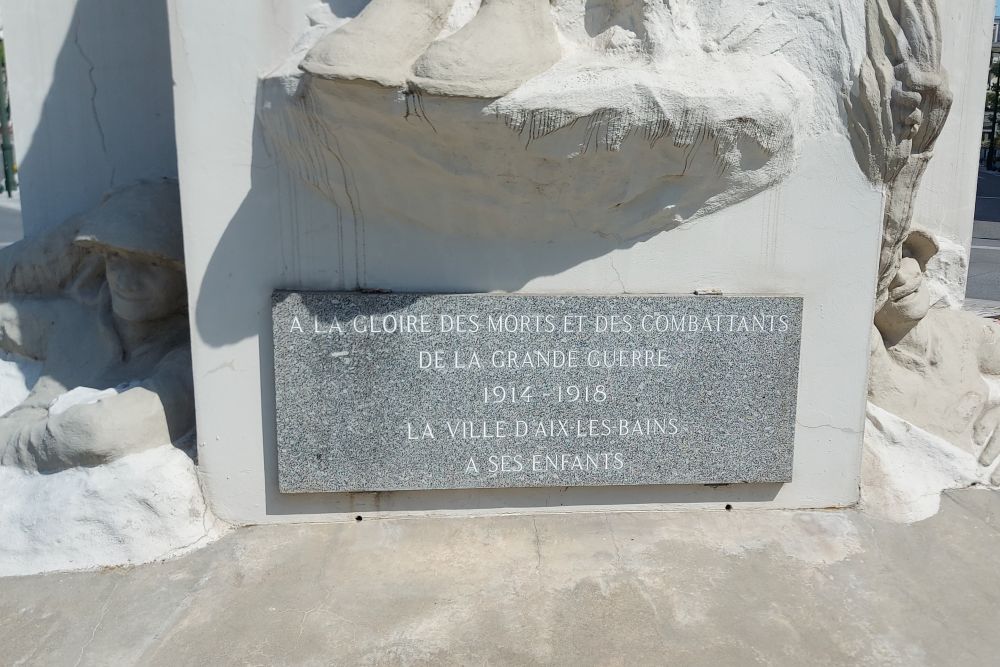 A LA GLOIRE DES MORTS ET DES COMBATTANTS
DE LA GRANDE GUERRE
1914-1918
LA VILLE D'AIX-LES-BAINS
A SES ENFANTS